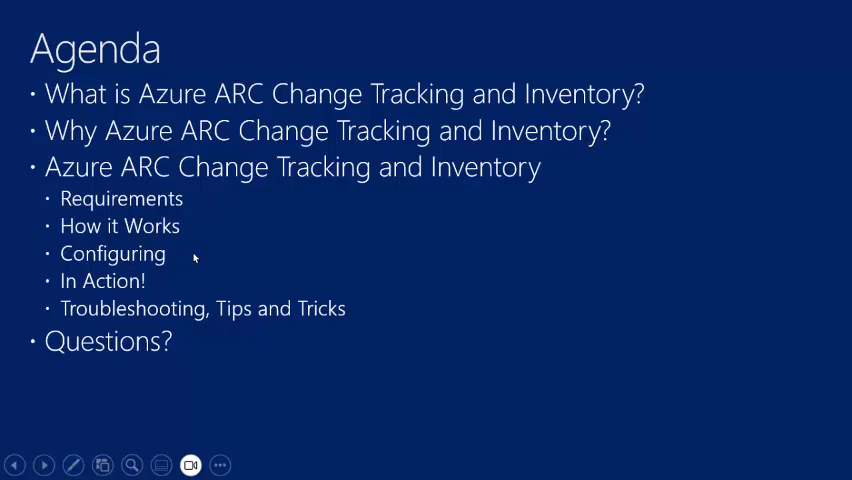 Agenda
• What is Azure ARC Change Tracking and Inventory?
• Why Azure ARC Change Tracking and Inventory?
• Azure ARC Change Tracking and Inventory
• Requirements
• How it Works
• Configuring
• In Action!
• Troubleshooting, Tips and Tricks
• Questions?